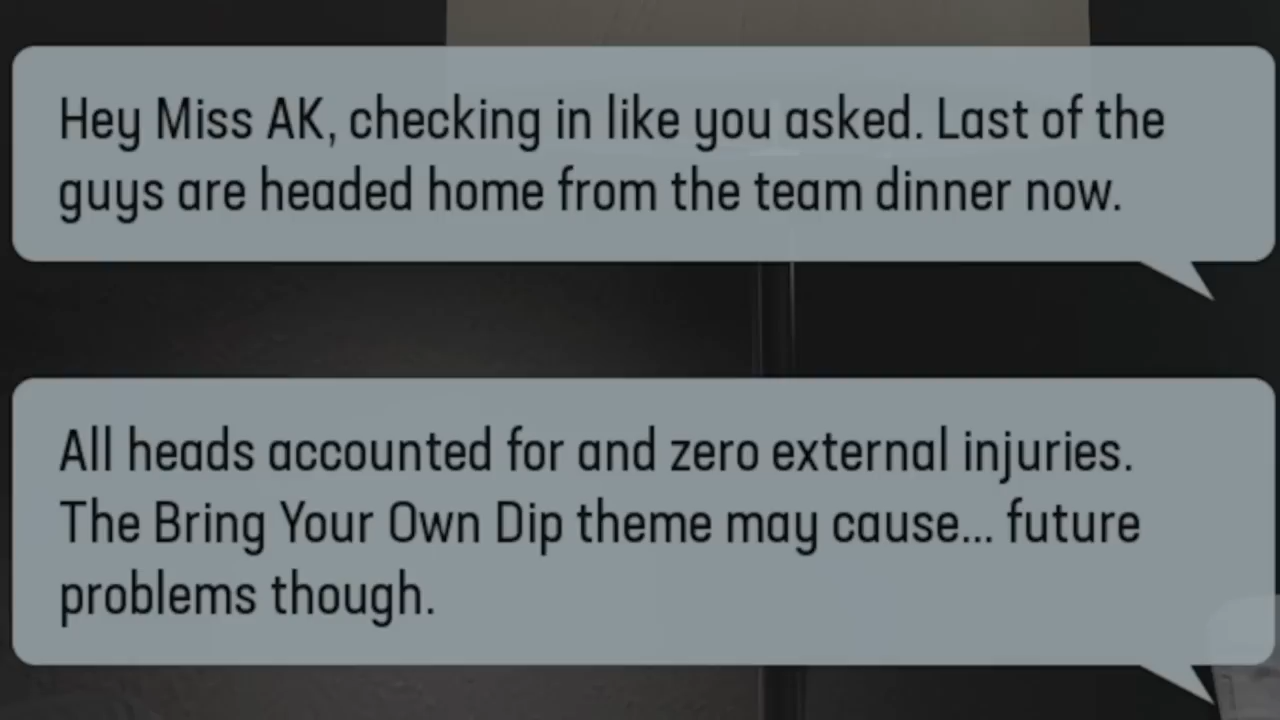 Hey Miss AK, checking in like you asked. Last of the
guys are headed home from the team dinner now.
All heads accounted for and zero external injuries.
The Bring Your Own Dip theme may cause... future
problems though.